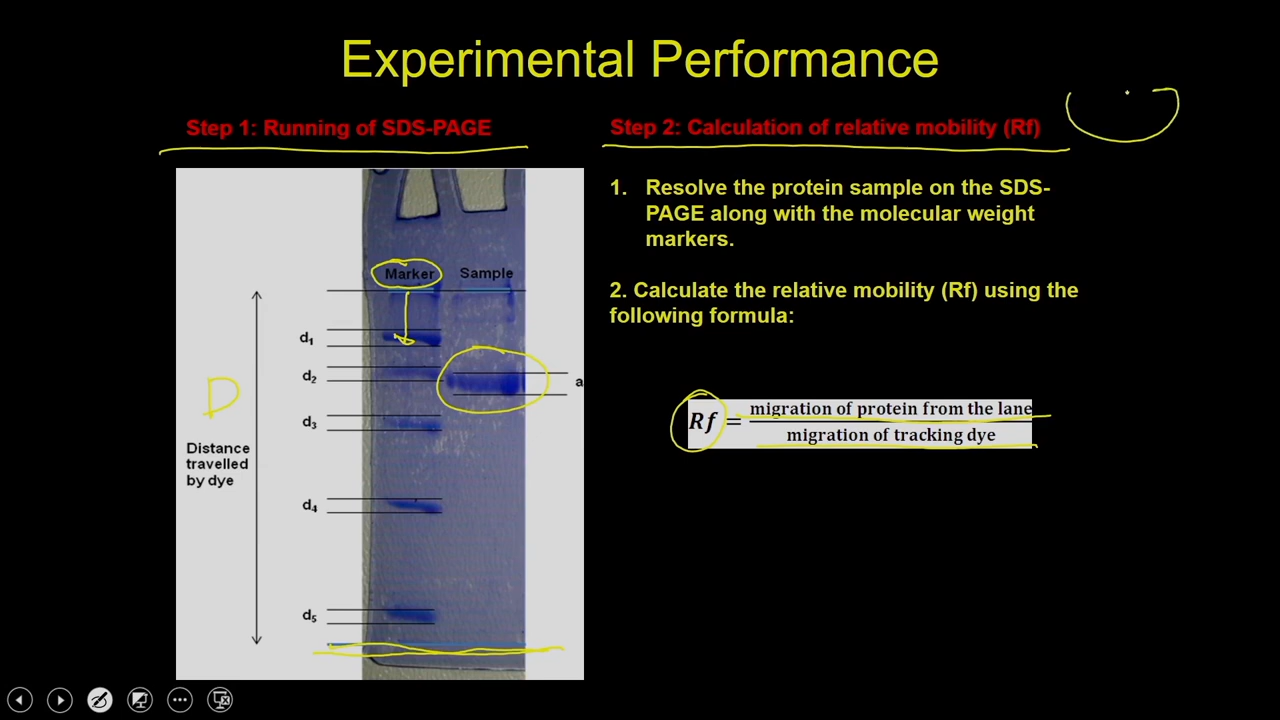 Experimental Performance
Step 1: Running of SDS-PAGE
Step 2: Calculation of relative mobility (Rf)
Marker
Sample
d1
d2
d3
d4
d5
a
D
Distance
travelled
by dye
1. Resolve the protein sample on the SDS-
PAGE along with the molecular weight
markers.
2. Calculate the relative mobility (Rf) using the
following formula:
Rf = migration of protein from the lane
migration of tracking dye